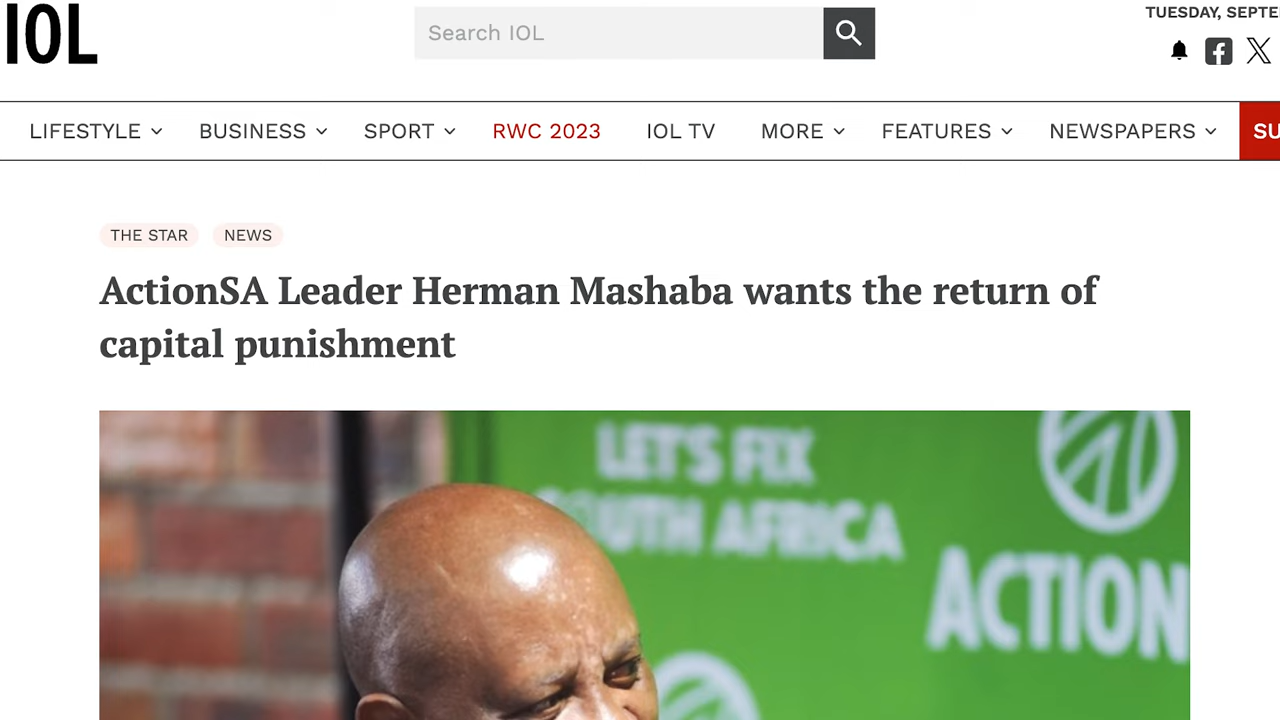 IOL
Search IOL
TUESDAY, SEPTE
LIFESTYLE BUSINESS SPORT RWC 2023 IOL TV MORE FEATURES NEWSPAPERS SU
THE STAR NEWS
ActionSA Leader Herman Mashaba wants the return of
capital punishment
LET'S FIX
SOUTH AFRICA
ACTION